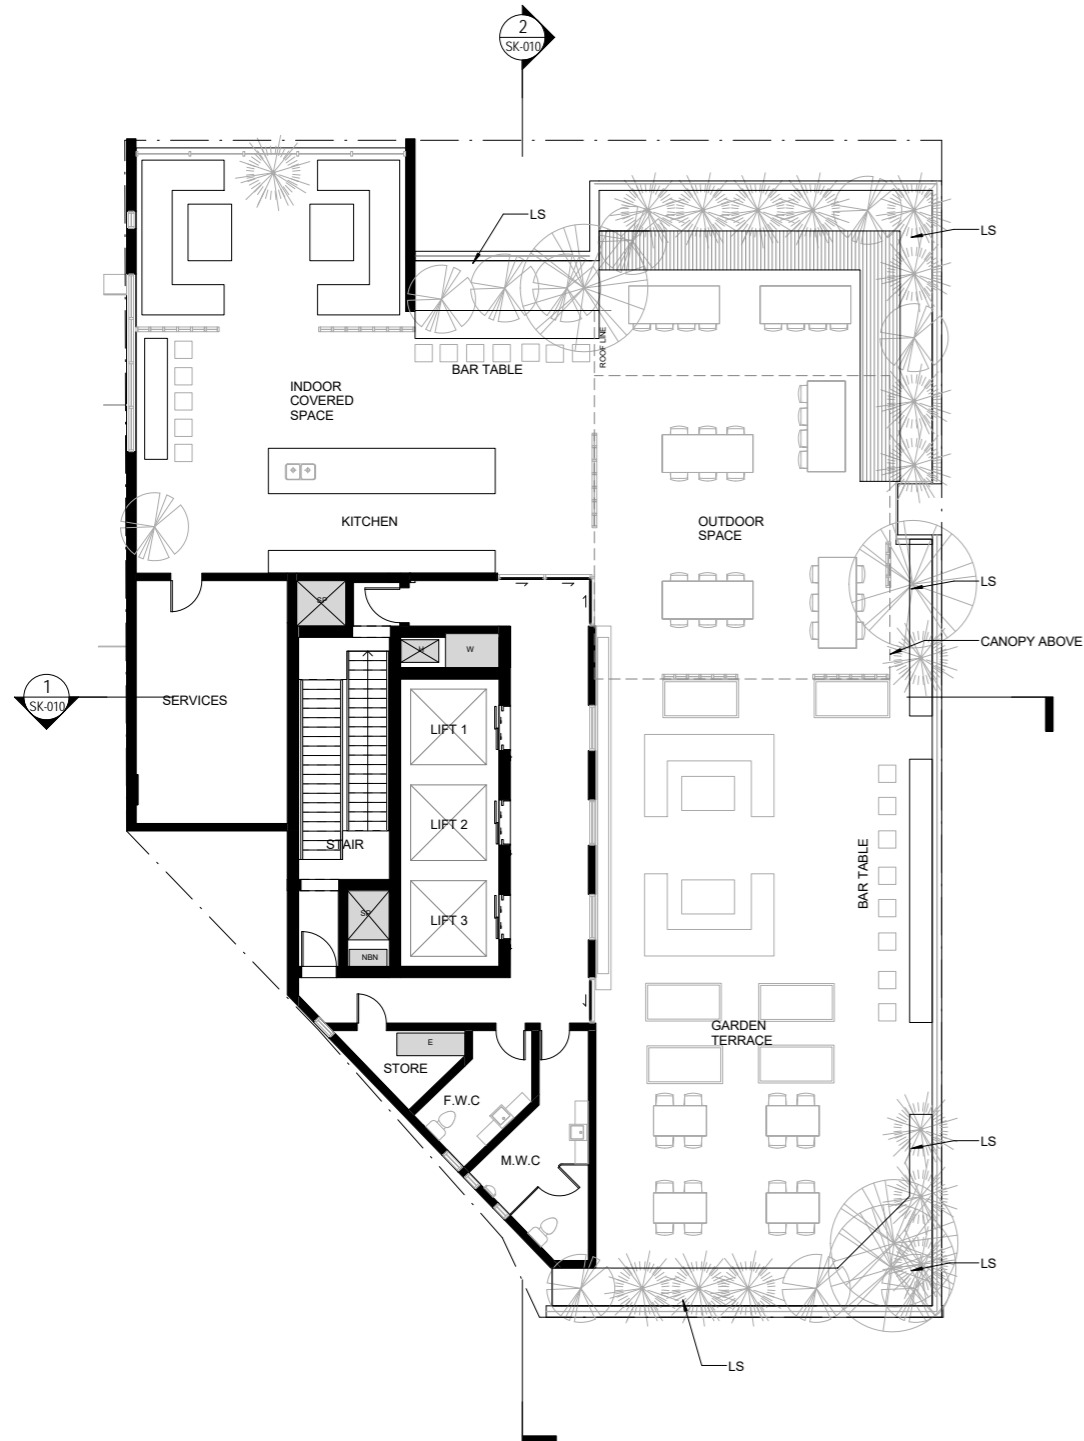 2
SK-010
LS
LS
ROOF LINE
BAR TABLE
INDOOR
COVERED
SPACE
KITCHEN
OUTDOOR
SPACE
LS
SP
CANOPY ABOVE
W
1
SK-010
SERVICES
LIFT 1
LIFT 2
STAIR
BAR TABLE
LIFT 3
SP
NBN
GARDEN
TERRACE
E
STORE
F.W.C
LS
M.W.C
LS
LS